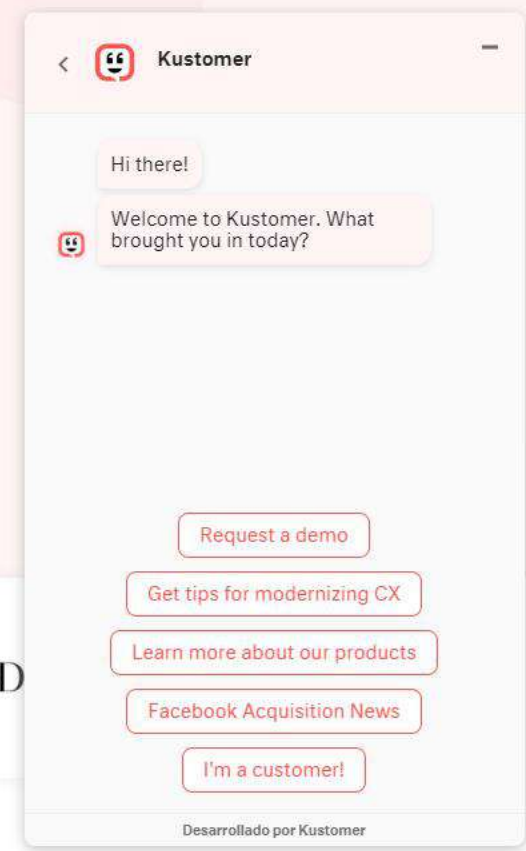 Kustomer
Hi there!
Welcome to Kustomer. What
brought you in today?
Request a demo
Get tips for modernizing CX
Learn more about our products
D
Facebook Acquisition News
I'm a customer!
Desarrollado por Kustomer